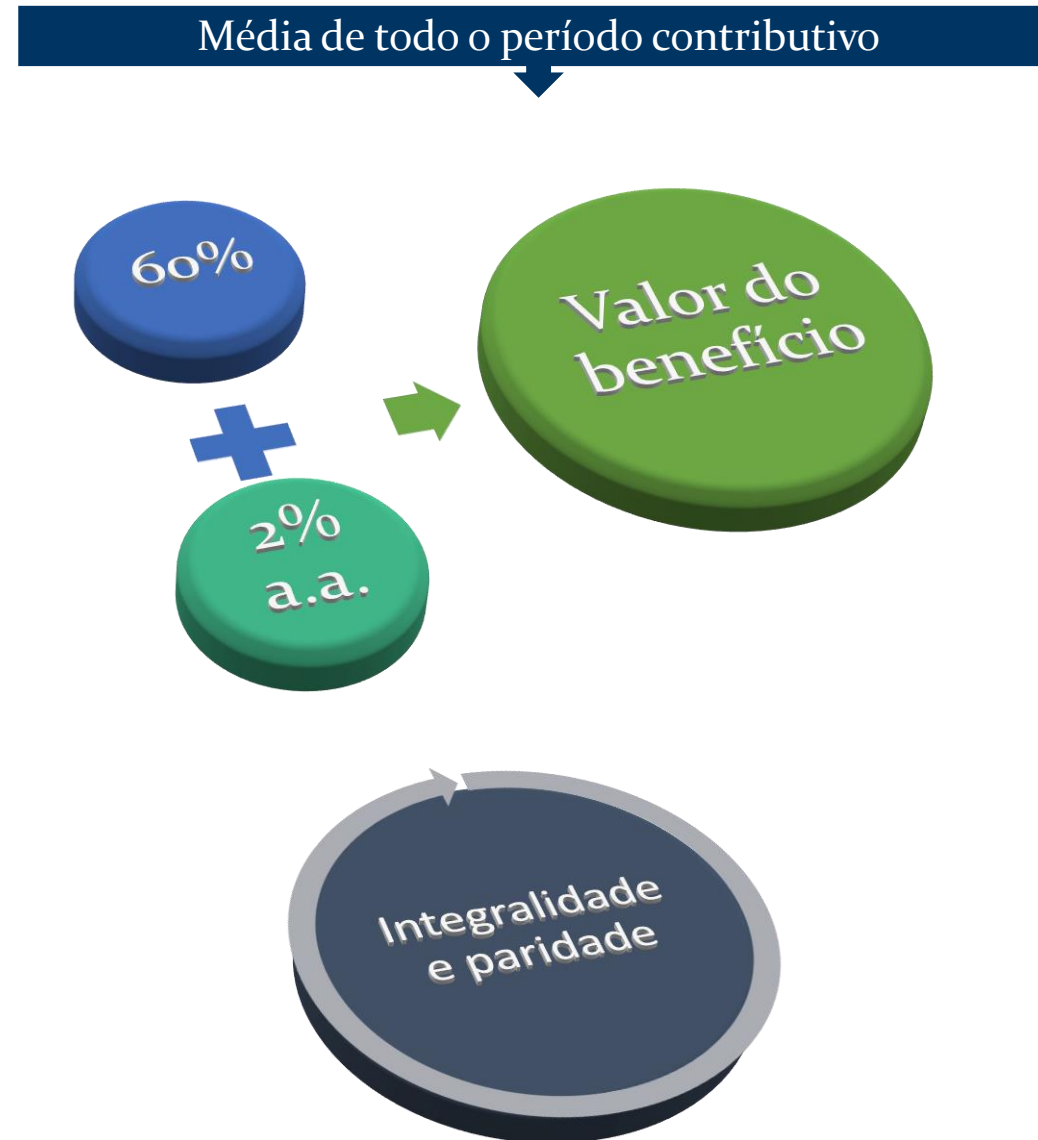 Média de todo o período contributivo
60%
Valor do
benefício
2%
a.a.
Integralidade
e paridade